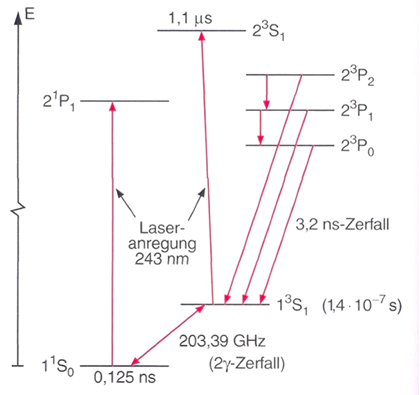 E
1,1 μs
2³S₁
2³P₂
2¹P₁
2³P₁
2³P₀
Laser-
anregung
243 nm
3,2 ns-Zerfall
1³S₁ (1,4 · 10⁻⁷ s)
203,39 GHz
(2γ-Zerfall)
1¹S₀
0,125 ns